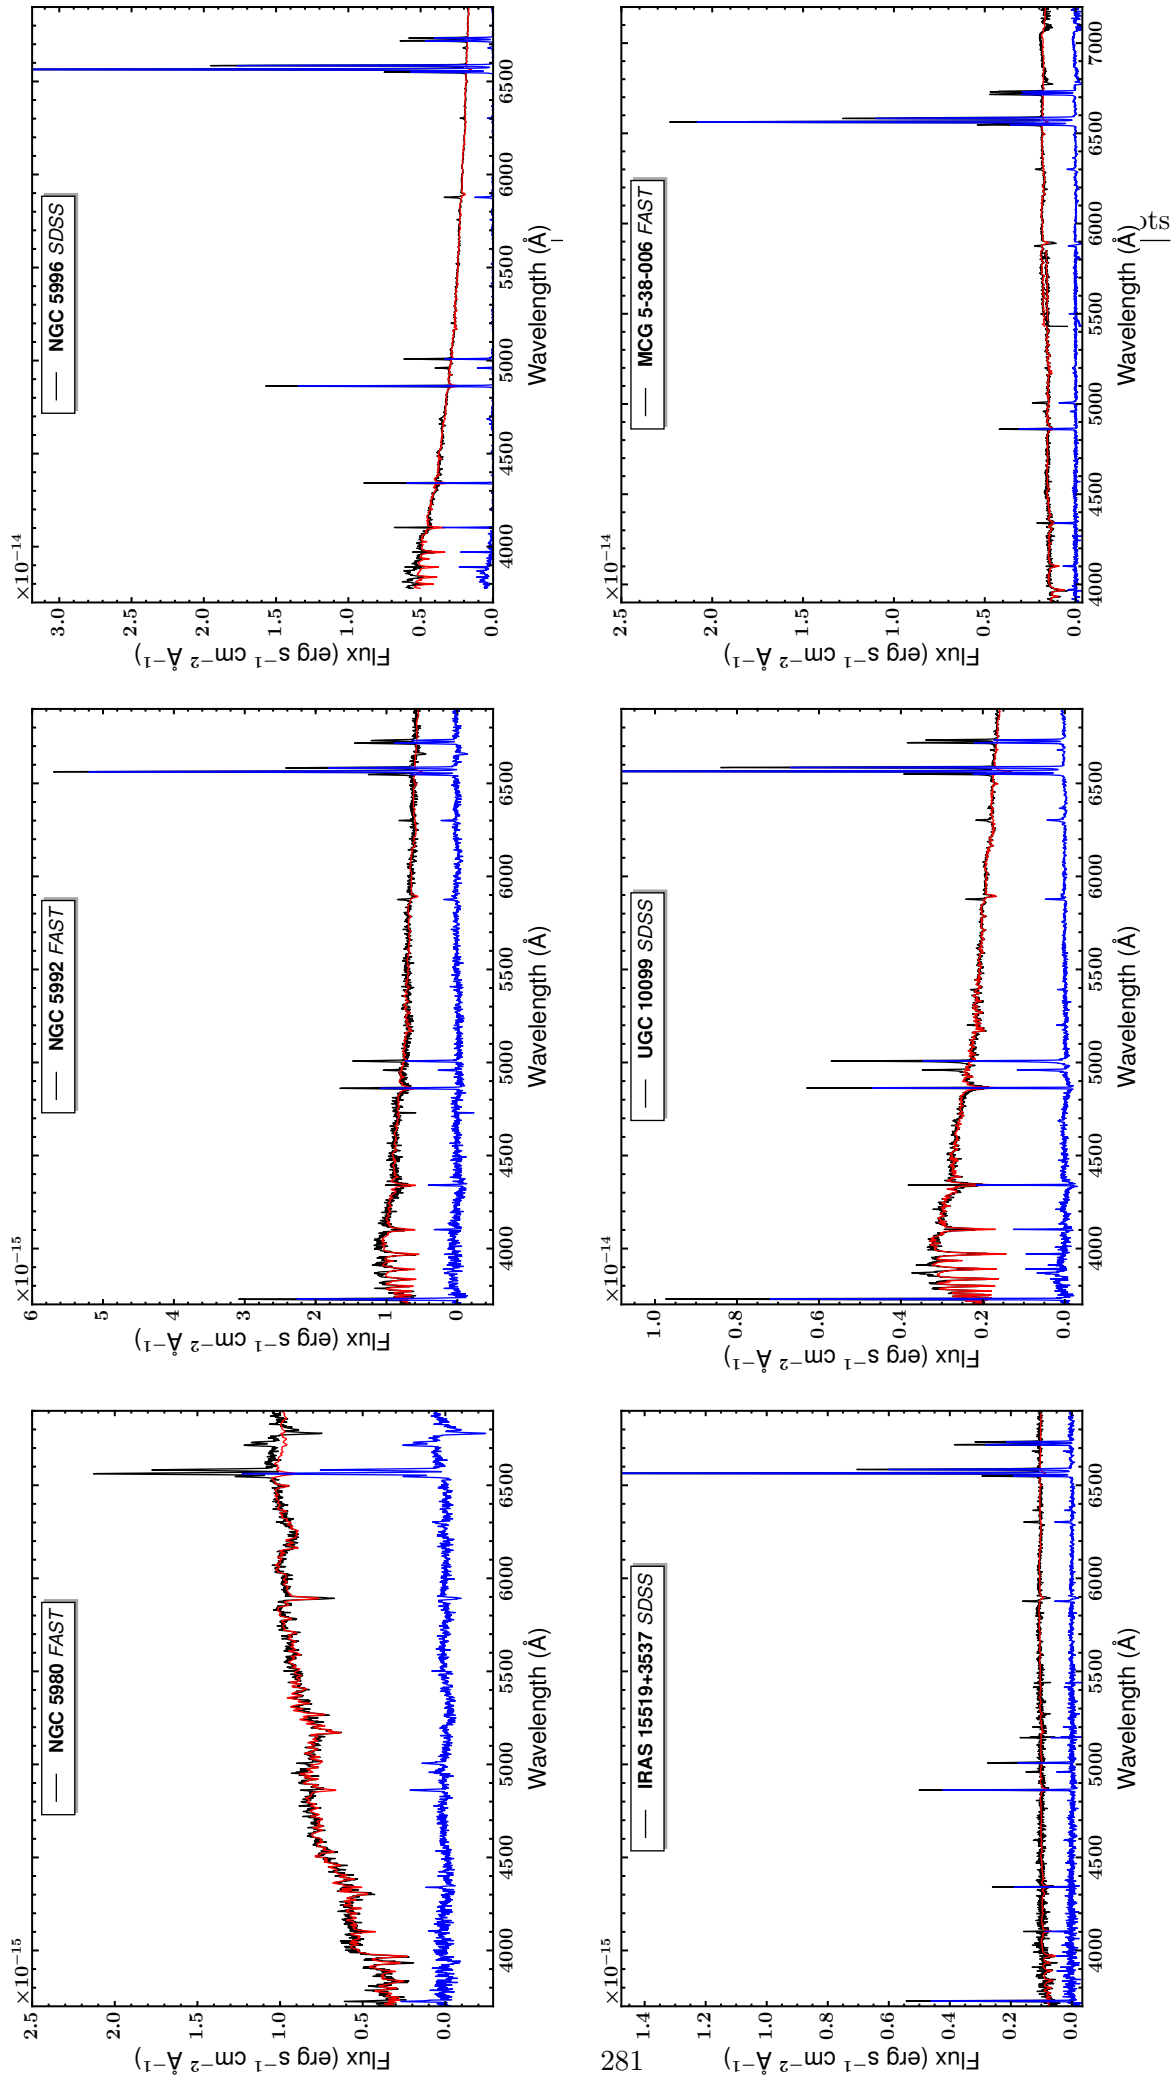 ×10⁻¹⁵
NGC 5980 FAST
Flux (erg s⁻¹ cm⁻² Å⁻¹)
2.5
2.0
1.5
1.0
0.5
0.0
4000 4500 5000 5500 6000 6500
Wavelength (Å)
×10⁻¹⁵
NGC 5992 FAST
Flux (erg s⁻¹ cm⁻² Å⁻¹)
6
5
4
3
2
1
0
4000 4500 5000 5500 6000 6500
Wavelength (Å)
×10⁻¹⁴
NGC 5996 SDSS
Flux (erg s⁻¹ cm⁻² Å⁻¹)
3.0
2.5
2.0
1.5
1.0
0.5
0.0
4000 4500 5000 5500 6000 6500
Wavelength (Å)
×10⁻¹⁵
IRAS 15519+3537 SDSS
Flux (erg s⁻¹ cm⁻² Å⁻¹)
1.4
1.2
1.0
0.8
0.6
0.4
0.2
0.0
4000 4500 5000 5500 6000 6500
Wavelength (Å)
×10⁻¹⁴
UGC 10099 SDSS
Flux (erg s⁻¹ cm⁻² Å⁻¹)
1.0
0.8
0.6
0.4
0.2
0.0
4000 4500 5000 5500 6000 6500
Wavelength (Å)
×10⁻¹⁴
MCG 5-38-006 FAST
Flux (erg s⁻¹ cm⁻² Å⁻¹)
2.5
2.0
1.5
1.0
0.5
0.0
4000 4500 5000 5500 6000 6500 7000
Wavelength (Å)
281